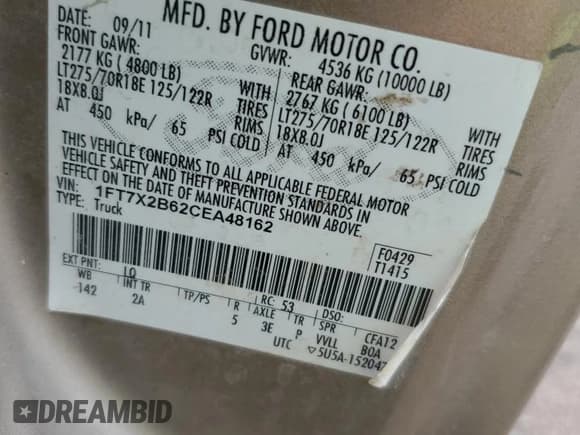 MFD. BY FORD MOTOR CO.
DATE: 09/11
GVWR: 4536 KG (10000 LB)
FRONT GAWR: REAR GAWR:
2177 KG ( 4800 LB) WITH 2767 KG ( 6100 LB) WITH
LT275/70R18E 125/122R TIRES LT275/70R18E 125/122R TIRES
18X8.0J RIMS 18X8.0J RIMS
AT 450 kPa/ 65 PSI COLD AT 450 kPa/ 65 PSI COLD
THIS VEHICLE CONFORMS TO ALL APPLICABLE FEDERAL MOTOR
VEHICLE SAFETY AND THEFT PREVENTION STANDARDS IN
EFFECT ON THE DATE OF MANUFACTURE SHOWN ABOVE.
VIN: 1FT7X2B62CEA48162
TYPE: Truck
F0429
T1415
EXT PNT: LQ RC: 53 DSO:
WB INT TR TP/PS R AXLE TR SPR CFA12
142 2A 5 3E P VVLL BOA
UTC ▽5U5A-152047
DREAMBID